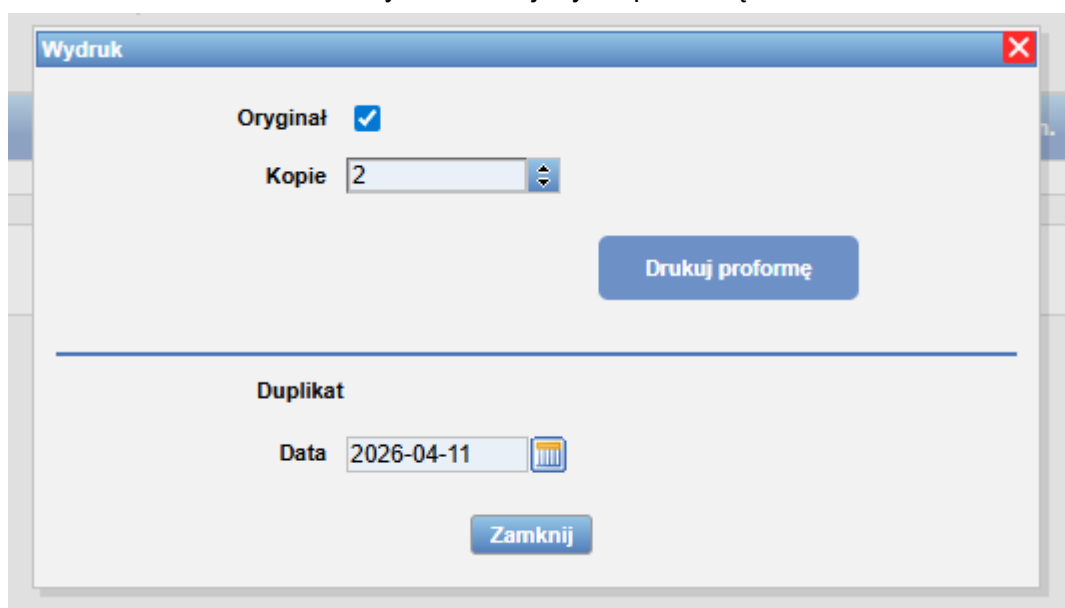 Wydruk
Oryginał
Kopie 2
Drukuj proformę
Duplikat
Data 2026-04-11
Zamknij